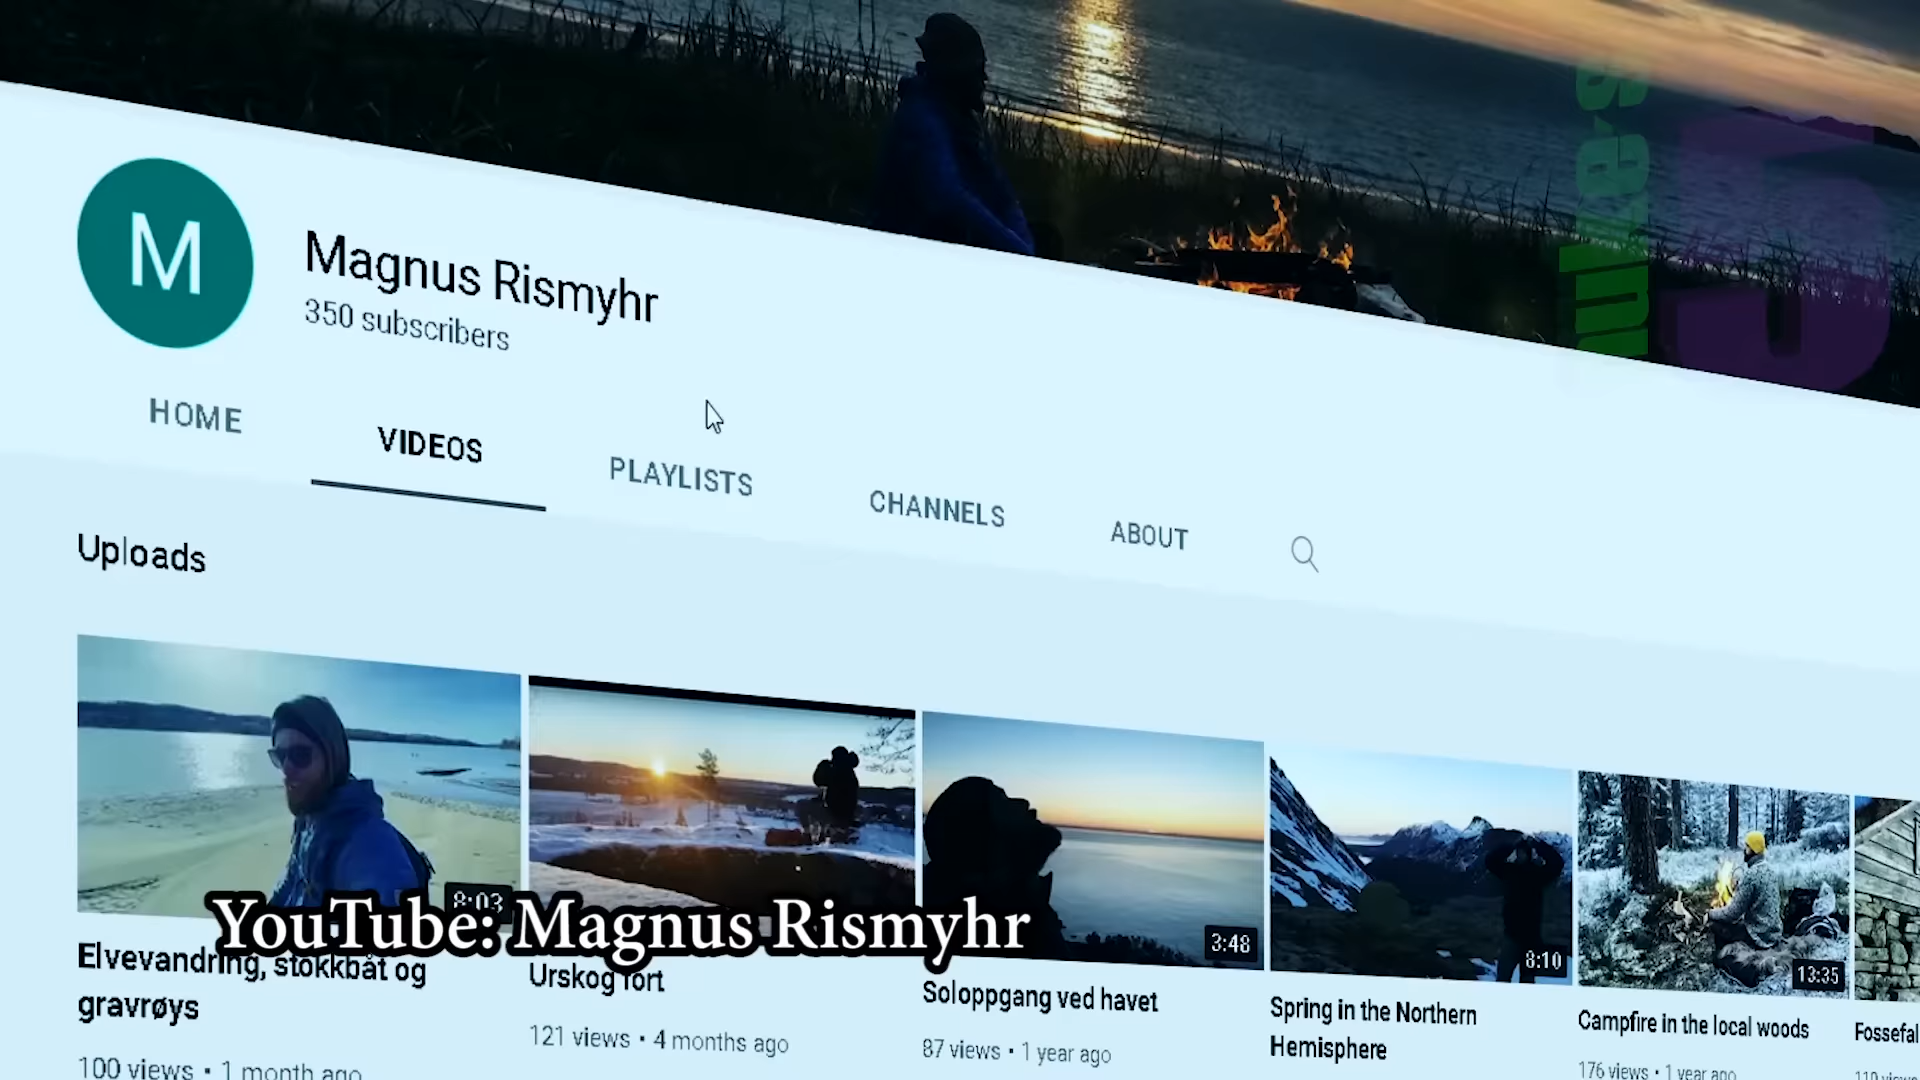 M
Magnus Rismyhr
350 subscribers
HOME VIDEOS PLAYLISTS CHANNELS ABOUT
Uploads
8:03
3:48
8:10
13:35
YouTube: Magnus Rismyhr
Elvevandring, stokkbåt og
gravrøys
100 views • 1 month ago
Urskog fort
121 views • 4 months ago
Soloppgang ved havet
87 views • 1 year ago
Spring in the Northern
Hemisphere
Campfire in the local woods
176 views • 1 year ago